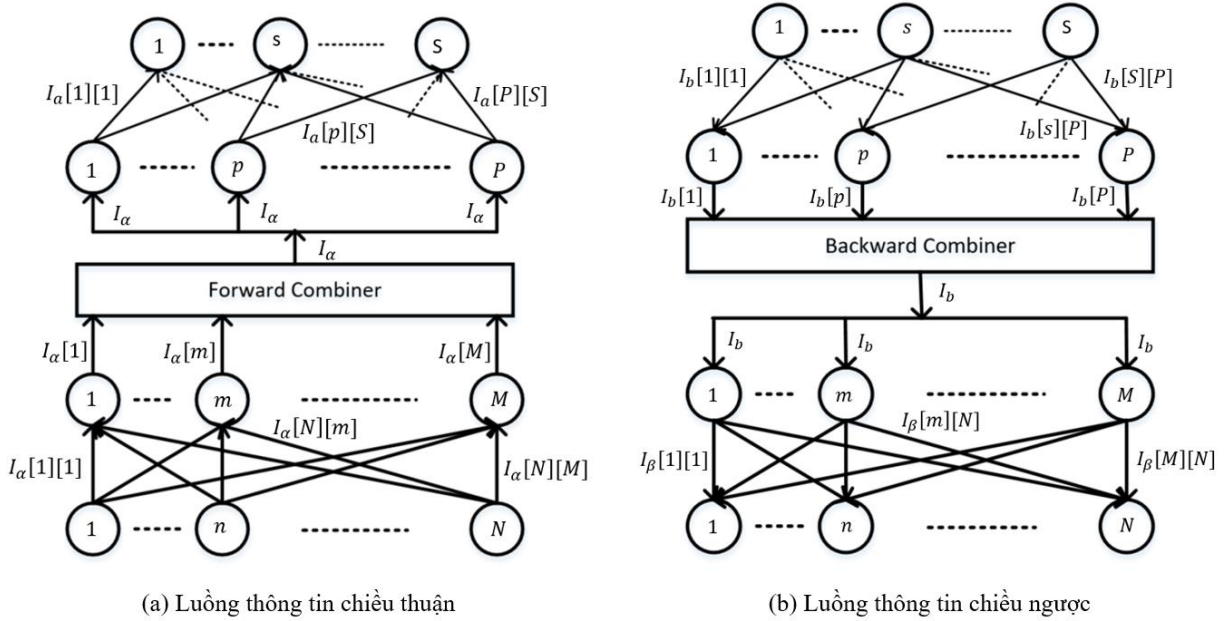 1 s S
I_a[1][1] I_a[P][S]
I_a[p][S]
1 p P
I_α I_α I_α
I_α
Forward Combiner
I_α[1] I_α[m] I_α[M]
1 m M
I_α[N][m]
I_α[1][1] I_α[N][M]
1 n N
(a) Luồng thông tin chiều thuận
1 s S
I_b[1][1] I_b[S][P]
I_b[s][P]
1 p P
I_b[1] I_b[p] I_b[P]
Backward Combiner
I_b
I_b I_b I_b
1 m M
I_β[m][N]
I_β[1][1] I_β[M][N]
1 n N
(b) Luồng thông tin chiều ngược